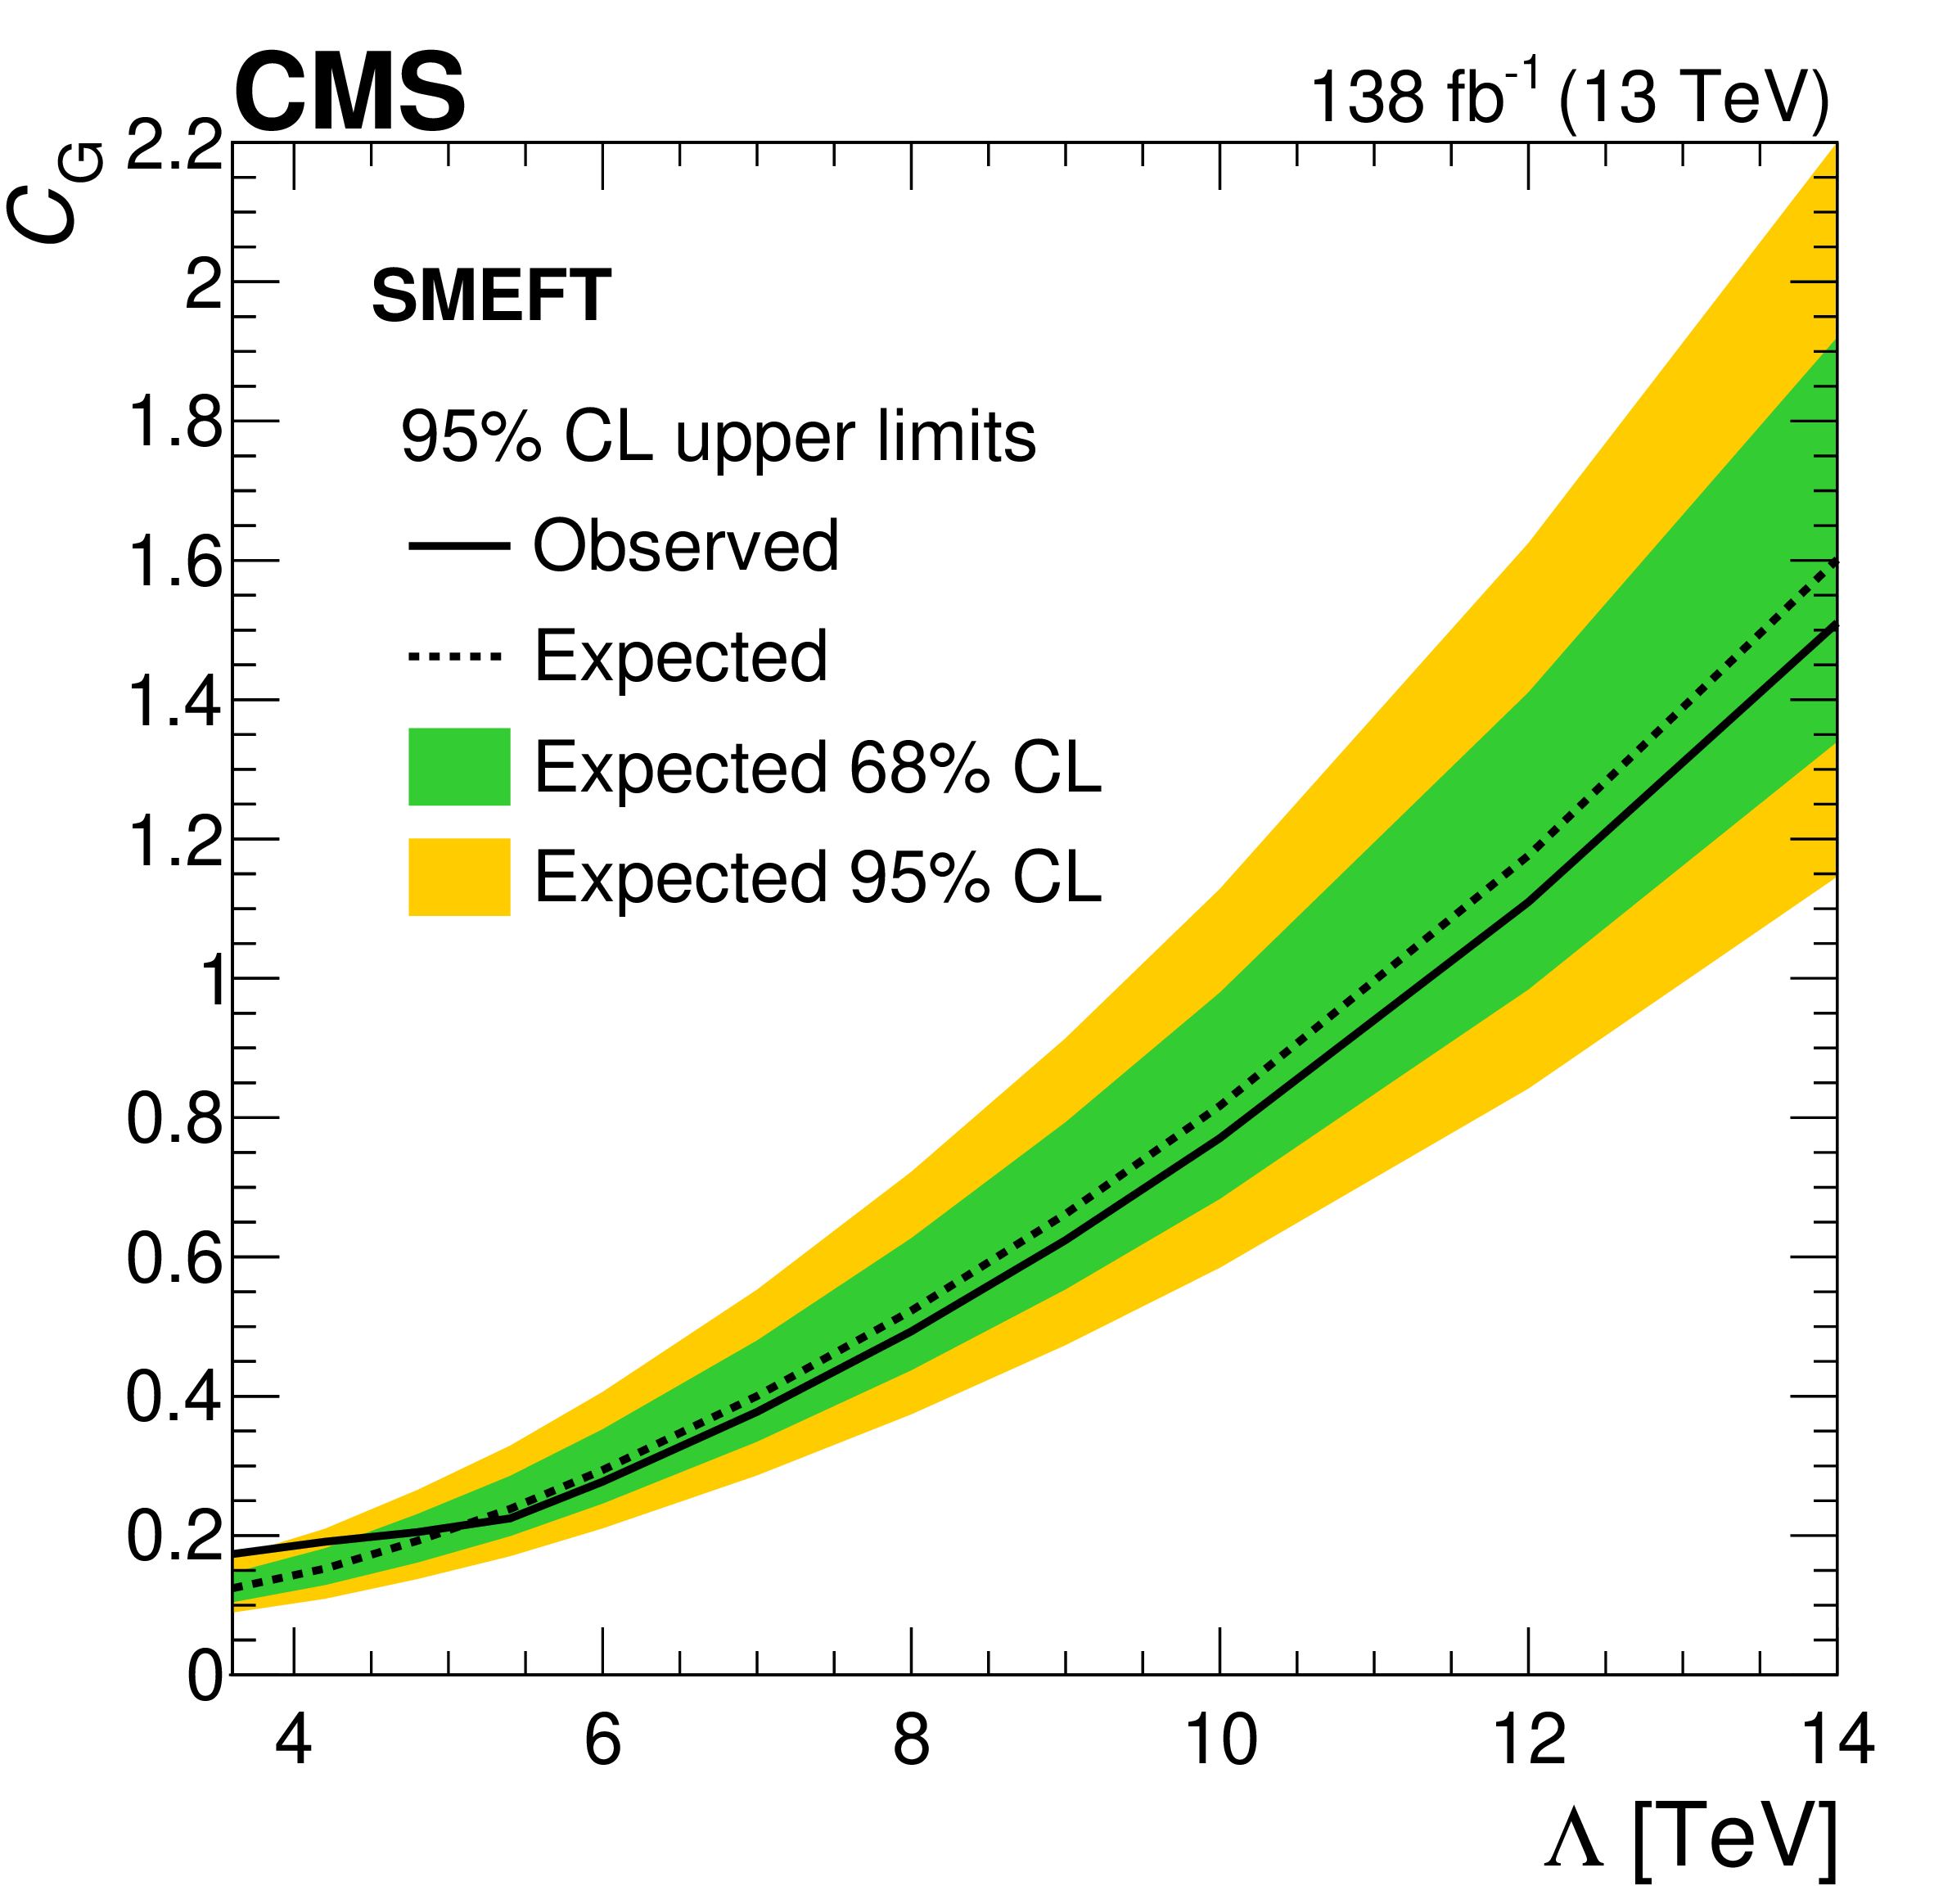 CMS
138 fb-1 (13 TeV)
CG
2.2
2
1.8
1.6
1.4
1.2
1
0.8
0.6
0.4
0.2
0
SMEFT
95% CL upper limits
Observed
Expected
Expected 68% CL
Expected 95% CL
4 6 8 10 12 14
Λ [TeV]